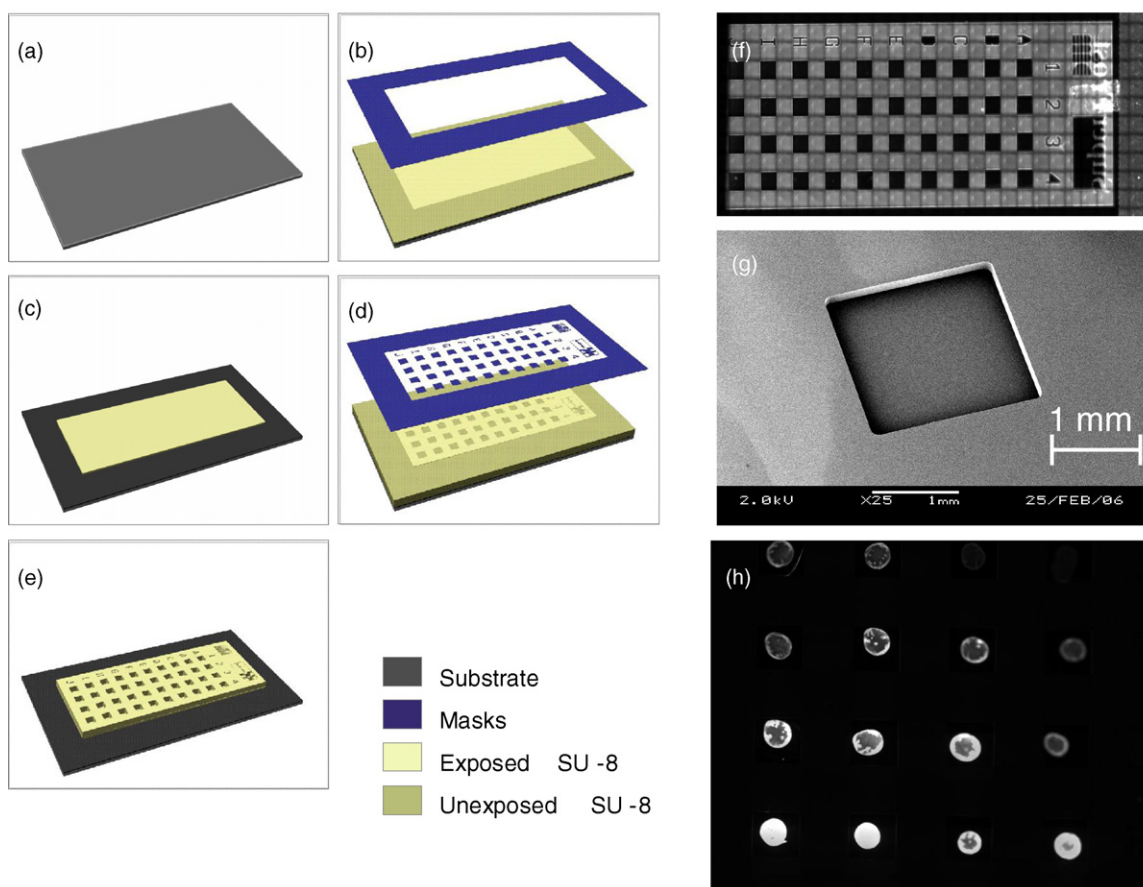 (a)
(b)
(c)
(d)
(e)
Substrate
Masks
Exposed SU -8
Unexposed SU -8
(f)
I H G F E D C B A
1
2
3
4
(g)
1 mm
2.0kV X25 1mm 25/FEB/06
(h)